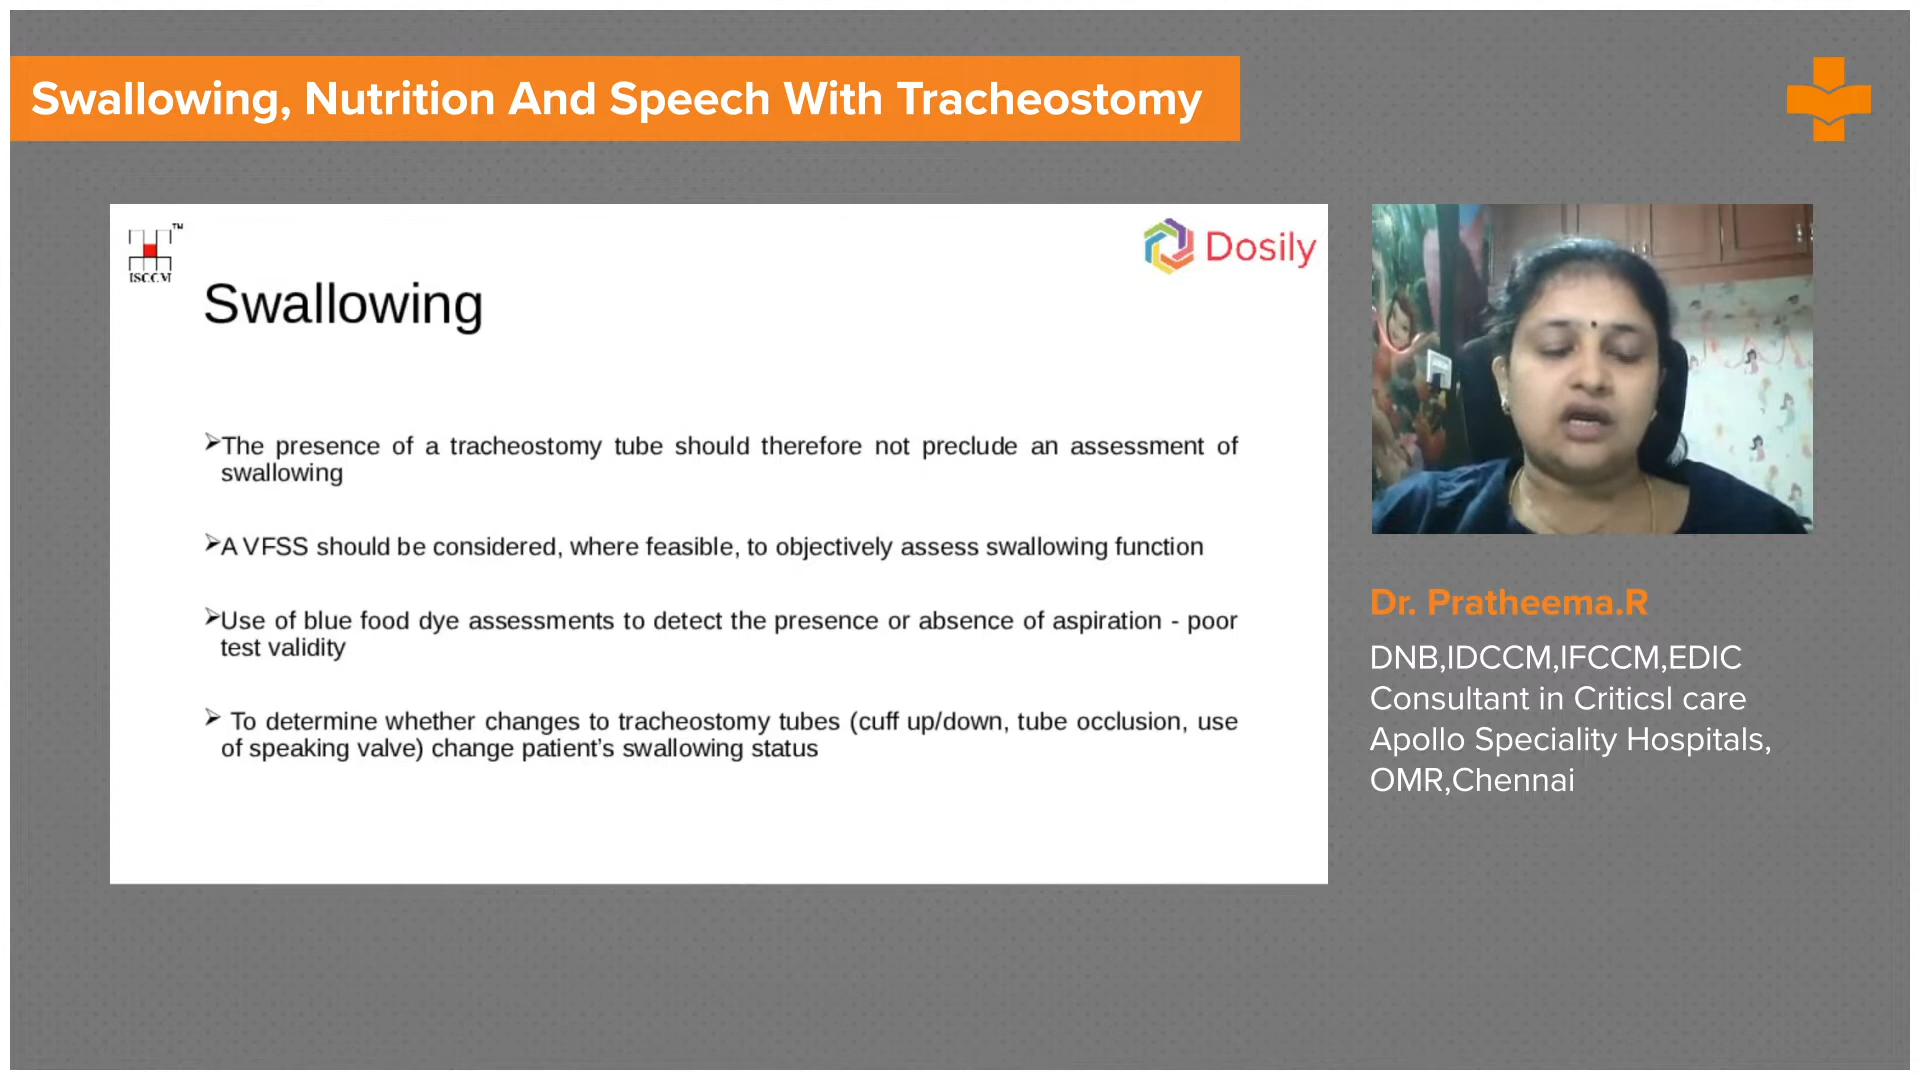 Swallowing, Nutrition And Speech With Tracheostomy
TM
ISCCM
Dosily
Swallowing
➢The presence of a tracheostomy tube should therefore not preclude an assessment of
swallowing
➢A VFSS should be considered, where feasible, to objectively assess swallowing function
➢Use of blue food dye assessments to detect the presence or absence of aspiration - poor
test validity
➢ To determine whether changes to tracheostomy tubes (cuff up/down, tube occlusion, use
of speaking valve) change patient’s swallowing status
Dr. Pratheema.R
DNB,IDCCM,IFCCM,EDIC
Consultant in Criticsl care
Apollo Speciality Hospitals,
OMR,Chennai